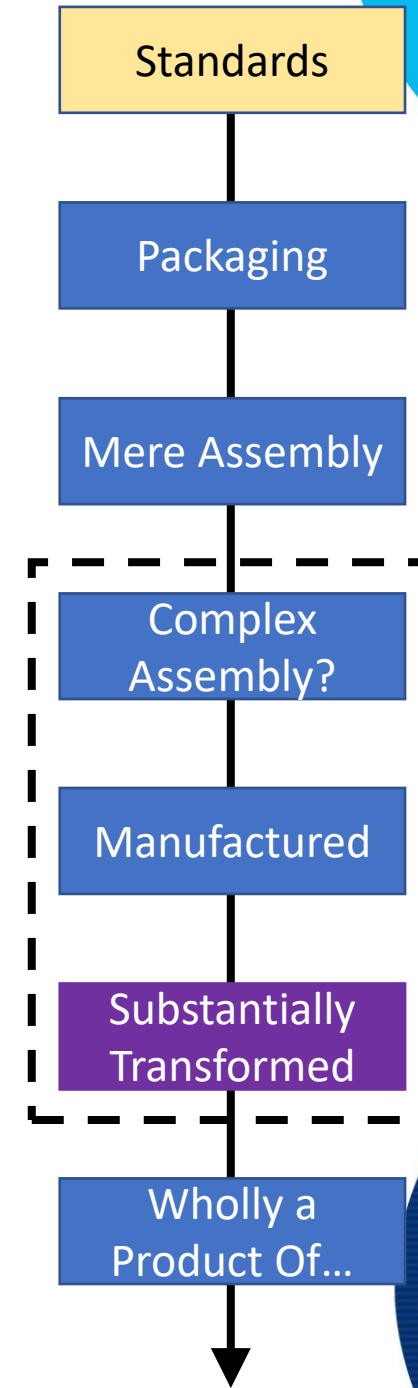 Standards
Packaging
Mere Assembly
Complex
Assembly?
Manufactured
Substantially
Transformed
Wholly a
Product Of…